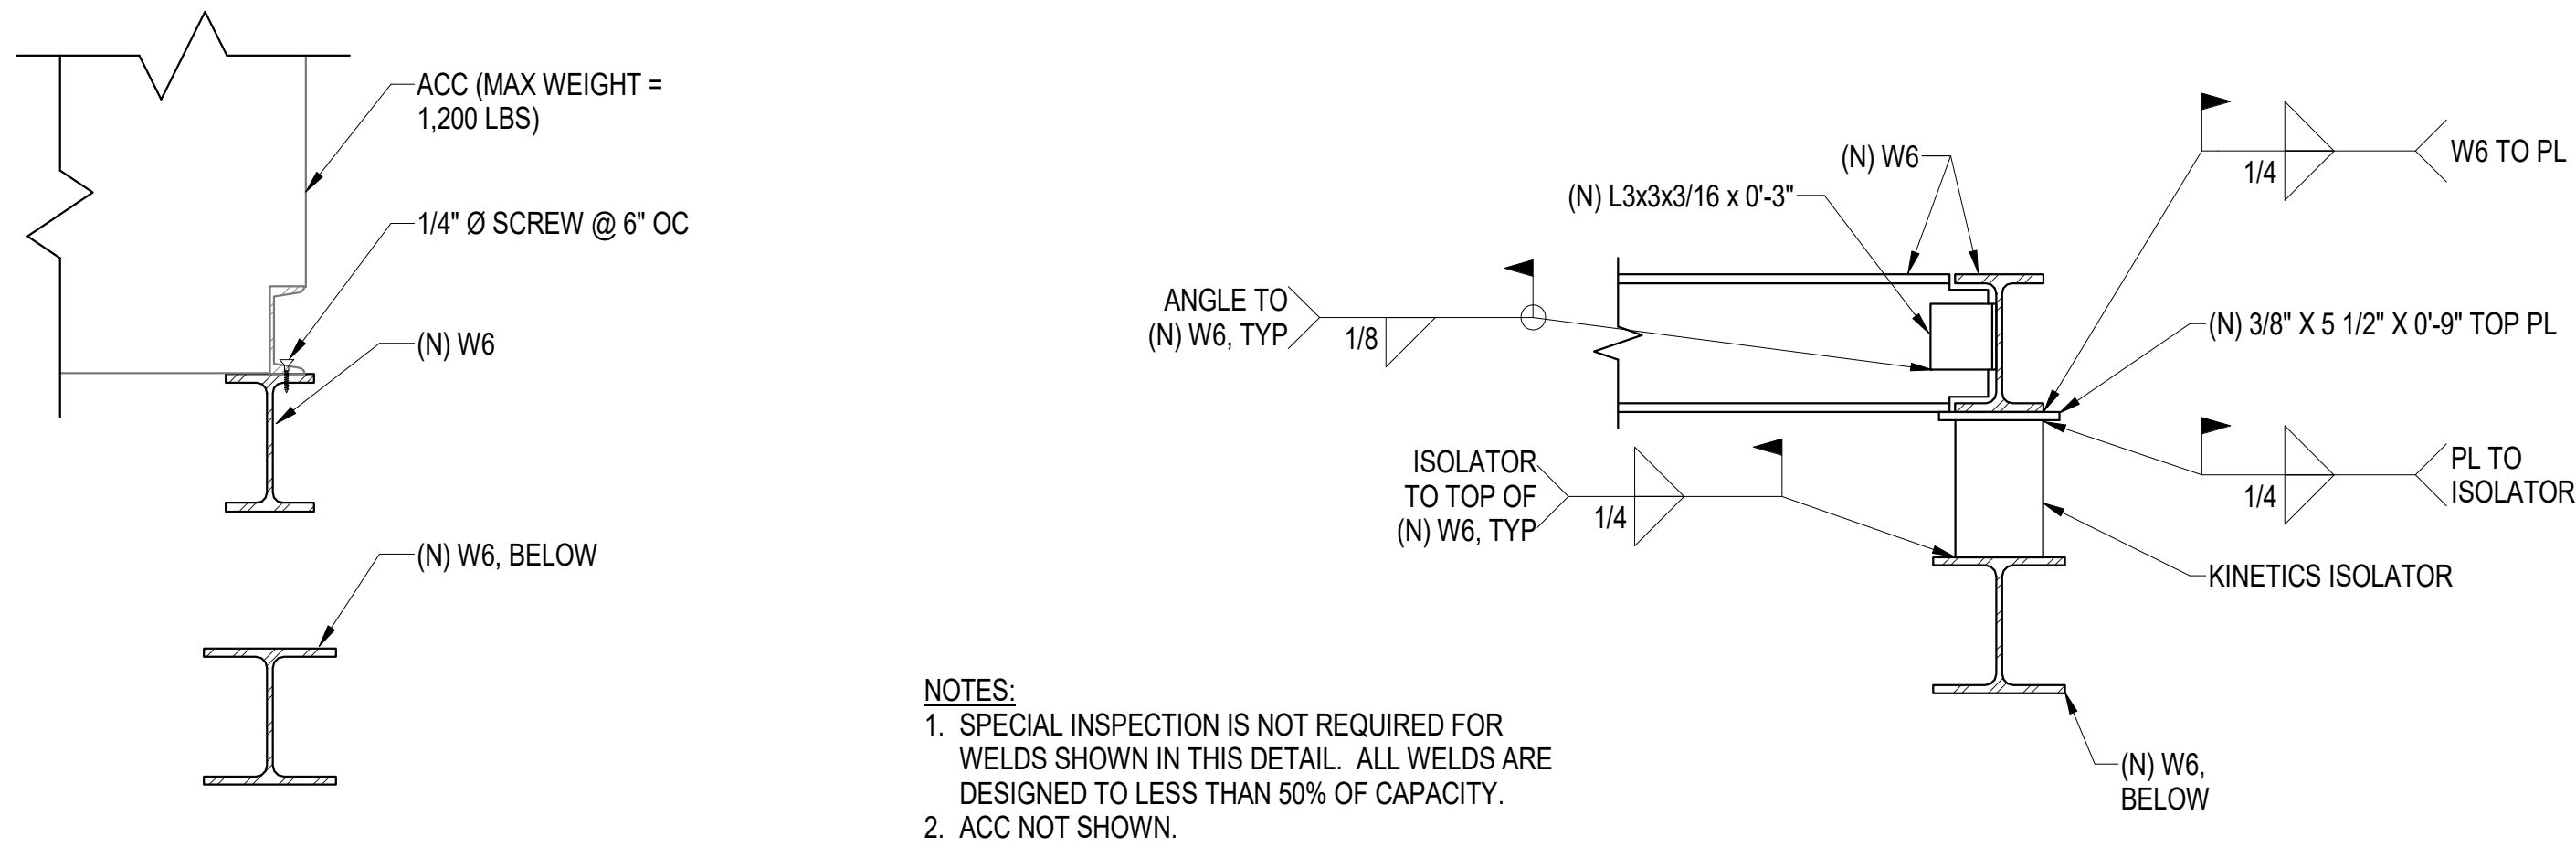 ACC (MAX WEIGHT =
1,200 LBS)
1/4" Ø SCREW @ 6" OC
(N) W6
(N) W6, BELOW
(N) W6
(N) L3x3x3/16 x 0'-3"
ANGLE TO
(N) W6, TYP
1/8
1/4
W6 TO PL
(N) 3/8" X 5 1/2" X 0'-9" TOP PL
ISOLATOR
TO TOP OF
(N) W6, TYP
1/4
1/4
PL TO
ISOLATOR
KINETICS ISOLATOR
(N) W6,
BELOW
NOTES:
1. SPECIAL INSPECTION IS NOT REQUIRED FOR
WELDS SHOWN IN THIS DETAIL. ALL WELDS ARE
DESIGNED TO LESS THAN 50% OF CAPACITY.
2. ACC NOT SHOWN.